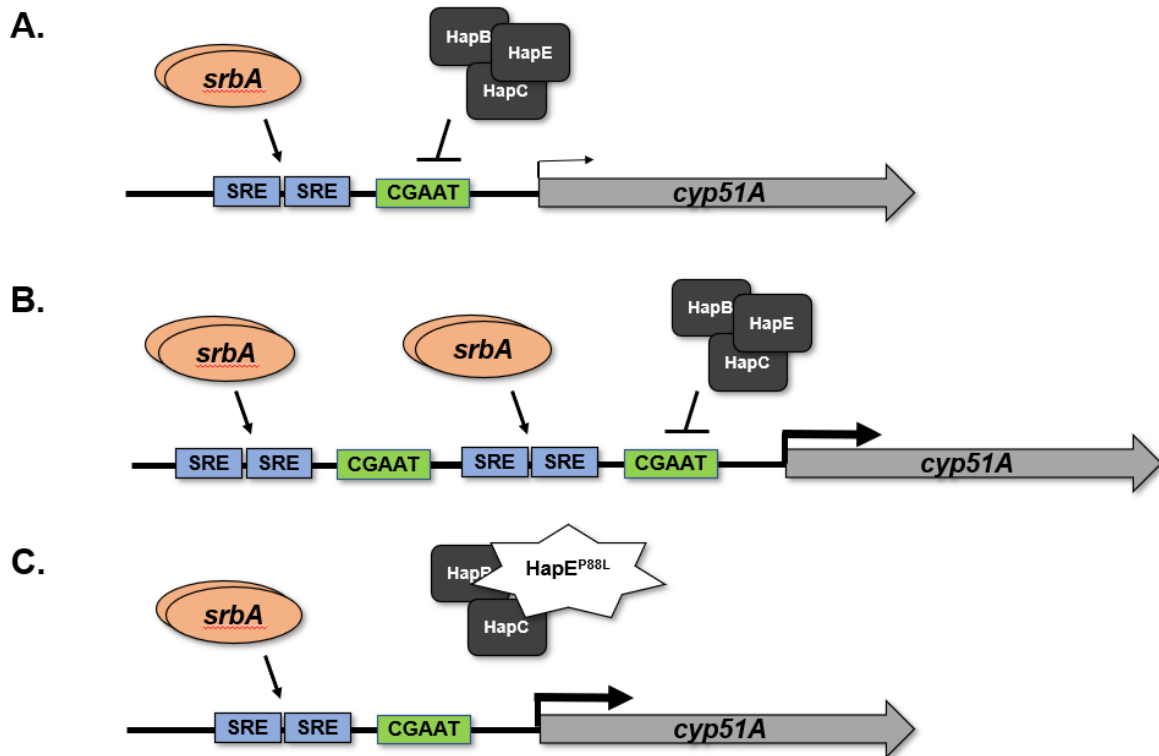 A.
srbA
HapB
HapE
HapC
SRE SRE CGAAT
cyp51A
B.
srbA
srbA
HapB
HapE
HapC
SRE SRE CGAAT SRE SRE CGAAT
cyp51A
C.
srbA
HapE^P88L
HapC
SRE SRE CGAAT
cyp51A